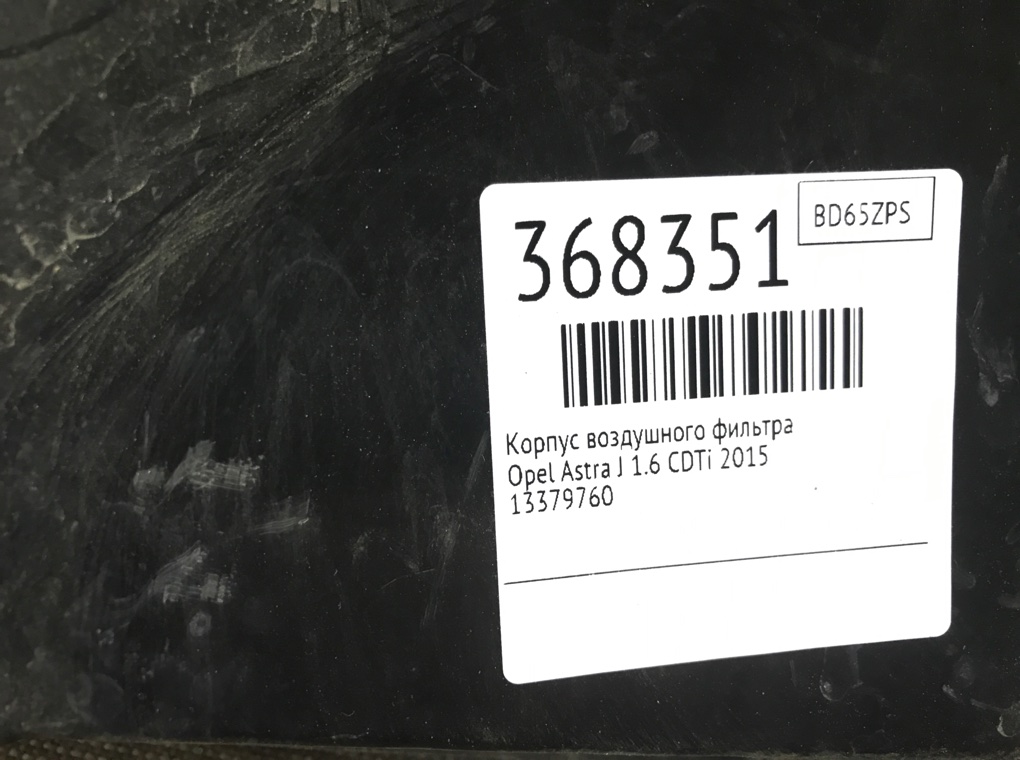 368351
BD65ZPS
Корпус воздушного фильтра
Opel Astra J 1.6 CDTi 2015
13379760